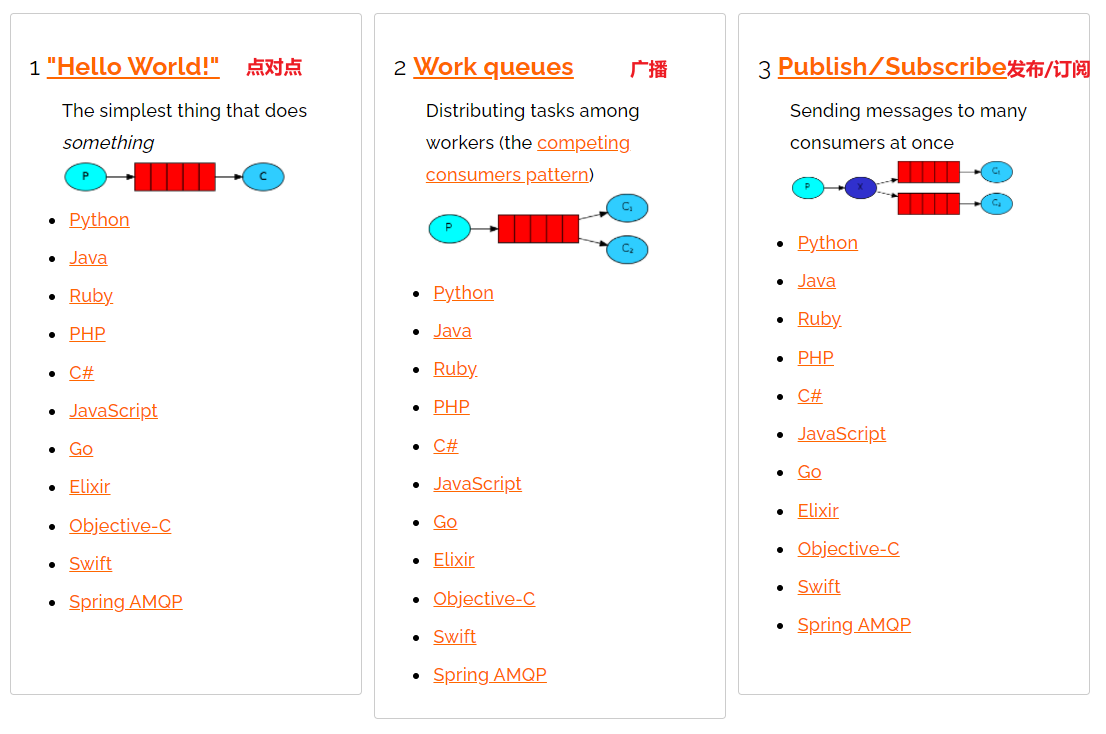 1 "Hello World!" 点对点
The simplest thing that does
something
P C
Python
Java
Ruby
PHP
C#
JavaScript
Go
Elixir
Objective-C
Swift
Spring AMQP
2 Work queues 广播
Distributing tasks among
workers (the competing
consumers pattern)
C₁
P
C₂
Python
Java
Ruby
PHP
C#
JavaScript
Go
Elixir
Objective-C
Swift
Spring AMQP
3 Publish/Subscribe发布/订阅
Sending messages to many
consumers at once
C₁
P X
C₂
Python
Java
Ruby
PHP
C#
JavaScript
Go
Elixir
Objective-C
Swift
Spring AMQP